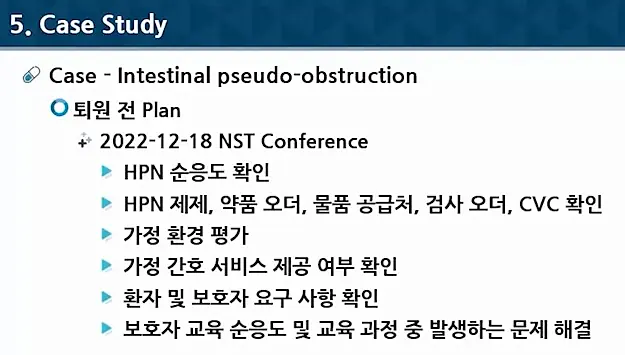 5. Case Study
Case - Intestinal pseudo-obstruction
퇴원 전 Plan
2022-12-18 NST Conference
HPN 순응도 확인
HPN 제제, 약품 오더, 물품 공급처, 검사 오더, CVC 확인
가정 환경 평가
가정 간호 서비스 제공 여부 확인
환자 및 보호자 요구 사항 확인
보호자 교육 순응도 및 교육 과정 중 발생하는 문제 해결